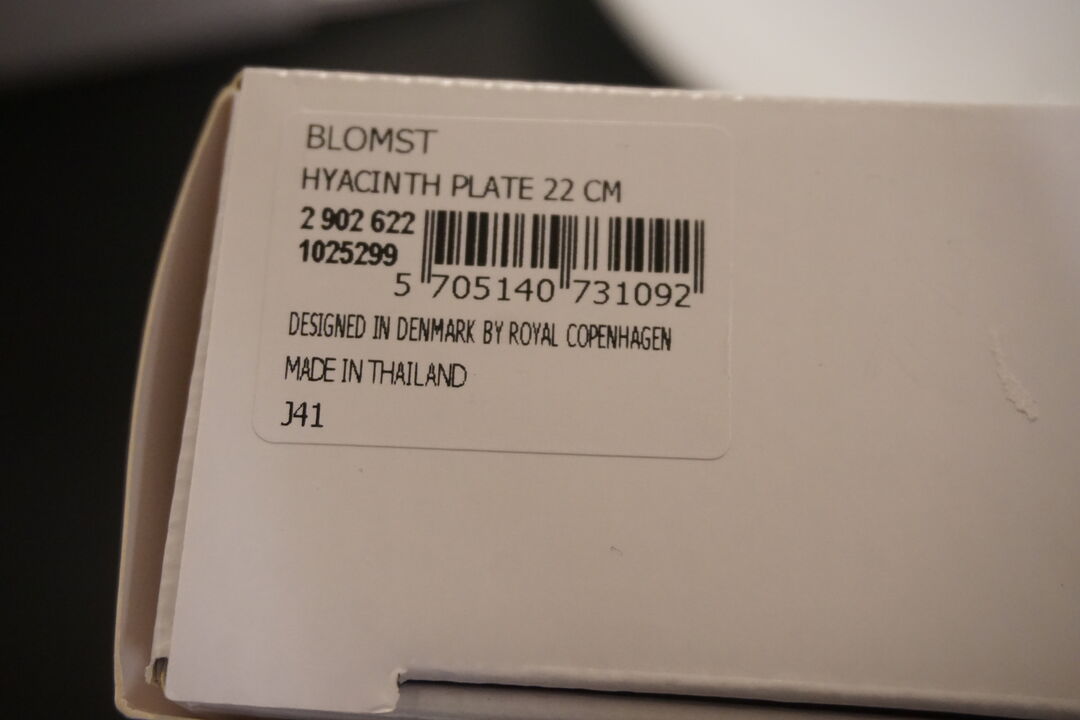 BLOMST
HYACINTH PLATE 22 CM
2 902 622
1025299
5 705140 731092
DESIGNED IN DENMARK BY ROYAL COPENHAGEN
MADE IN THAILAND
J41